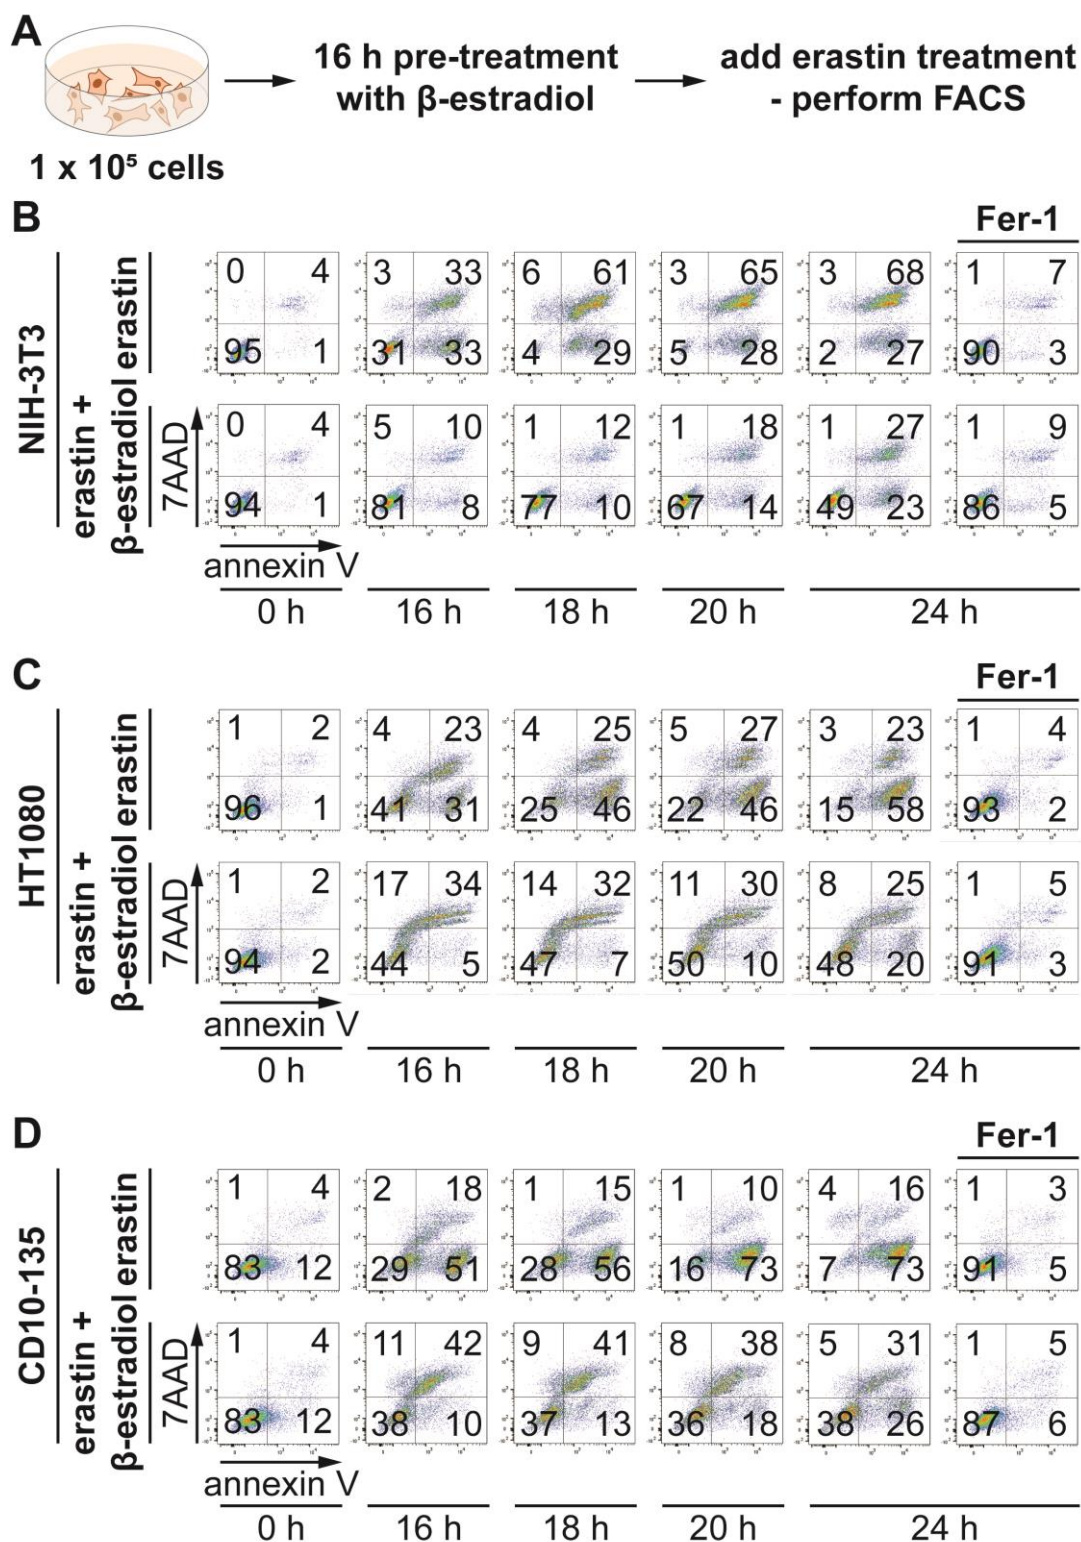 A
1 x 10⁵ cells
16 h pre-treatment
with β-estradiol
add erastin treatment
- perform FACS
B
Fer-1
NIH-3T3
erastin
0 4 3 33 6 61 3 65 3 68 1 7
95 1 31 33 4 29 5 28 2 27 90 3
erastin +
β-estradiol
7AAD
0 4 5 10 1 12 1 18 1 27 1 9
94 1 81 8 77 10 67 14 49 23 86 5
annexin V
0 h 16 h 18 h 20 h 24 h
C
Fer-1
HT1080
erastin
1 2 4 23 4 25 5 27 3 23 1 4
96 1 41 31 25 46 22 46 15 58 93 2
erastin +
β-estradiol
7AAD
1 2 17 34 14 32 11 30 8 25 1 5
94 2 44 5 47 7 50 10 48 20 91 3
annexin V
0 h 16 h 18 h 20 h 24 h
D
Fer-1
CD10-135
erastin
1 4 2 18 1 15 1 10 4 16 1 3
83 12 29 51 28 56 16 73 7 73 91 5
erastin +
β-estradiol
7AAD
1 4 11 42 9 41 8 38 5 31 1 5
83 12 38 10 37 13 36 18 38 26 87 6
annexin V
0 h 16 h 18 h 20 h 24 h